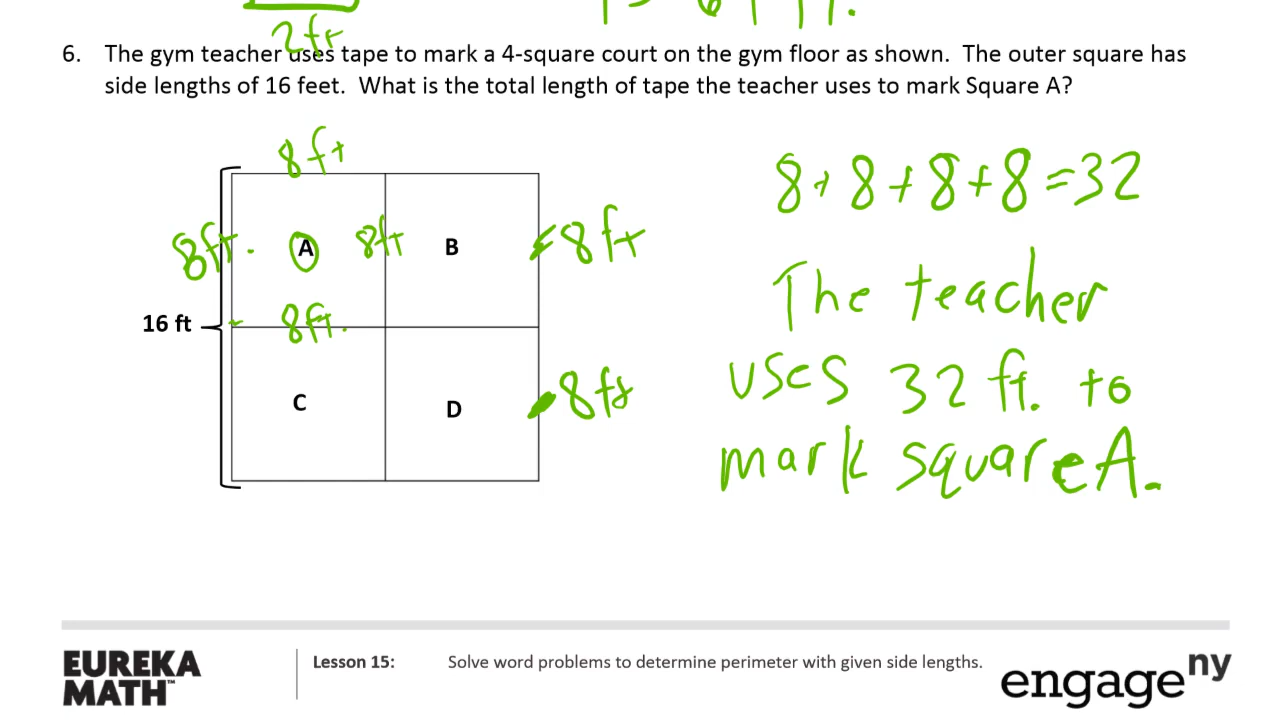 2ft
6. The gym teacher uses tape to mark a 4-square court on the gym floor as shown. The outer square has
side lengths of 16 feet. What is the total length of tape the teacher uses to mark Square A?
8ft
8ft. A 8ft B 8ft
8ft.
16 ft
C D 8ft
8+8+8+8=32
The teacher
uses 32 ft. to
mark square A.
EUREKA
MATH™
Lesson 15: Solve word problems to determine perimeter with given side lengths.
engage ny